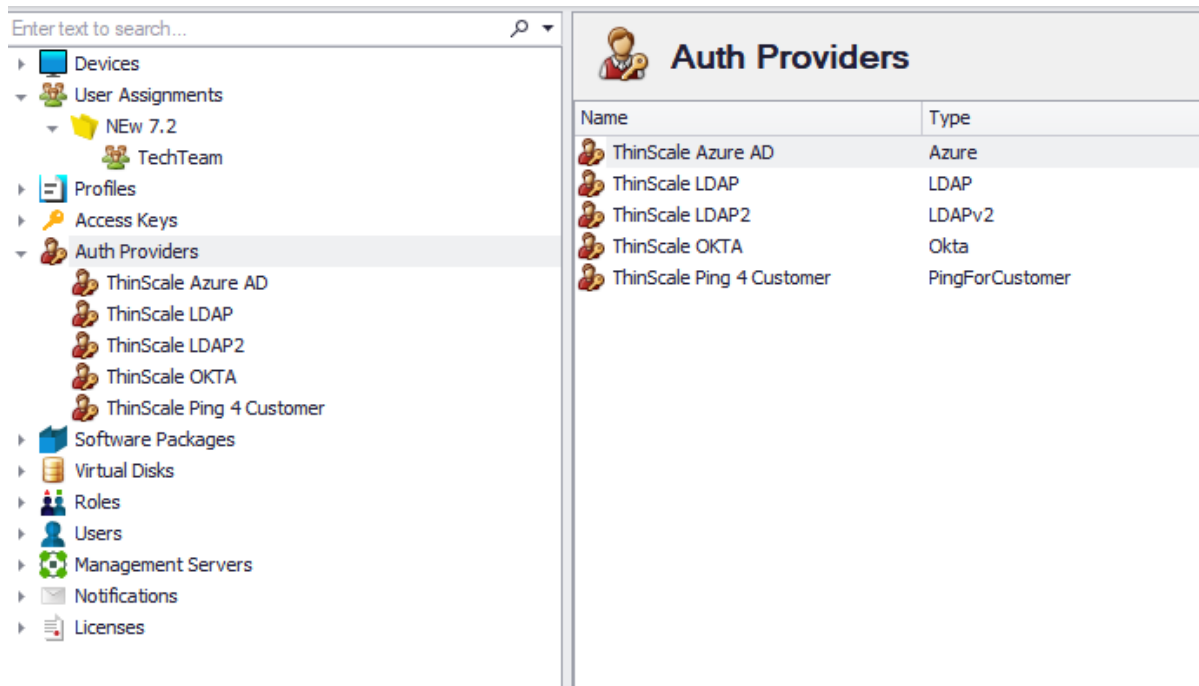 Enter text to search...
Devices
User Assignments
NEw 7.2
TechTeam
Profiles
Access Keys
Auth Providers
ThinScale Azure AD
ThinScale LDAP
ThinScale LDAP2
ThinScale OKTA
ThinScale Ping 4 Customer
Software Packages
Virtual Disks
Roles
Users
Management Servers
Notifications
Licenses
Auth Providers
Name Type
ThinScale Azure AD Azure
ThinScale LDAP LDAP
ThinScale LDAP2 LDAPv2
ThinScale OKTA Okta
ThinScale Ping 4 Customer PingForCustomer